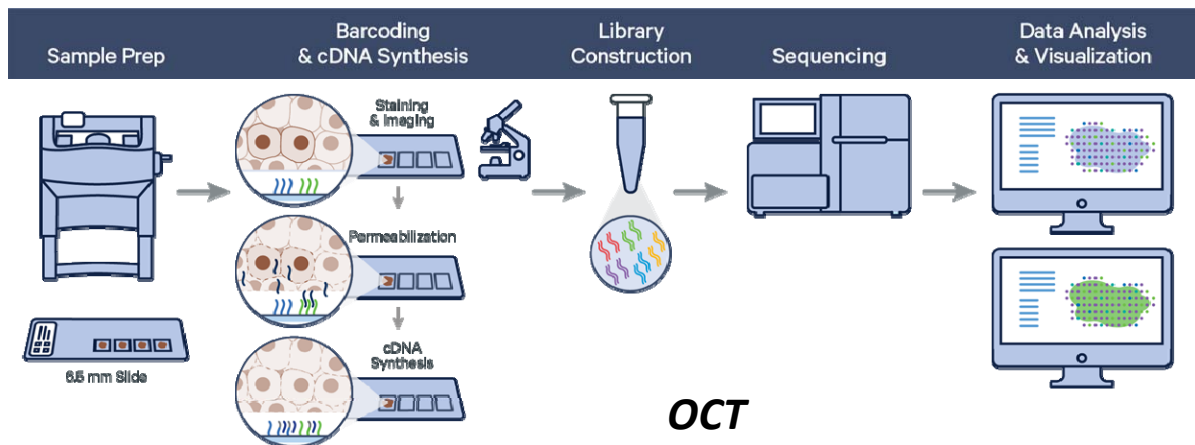 Sample Prep
Barcoding
& cDNA Synthesis
Library
Construction
Sequencing
Data Analysis
& Visualization
Staining
& Imaging
Permeabilization
cDNA
Synthesis
6.5 mm Slide
OCT